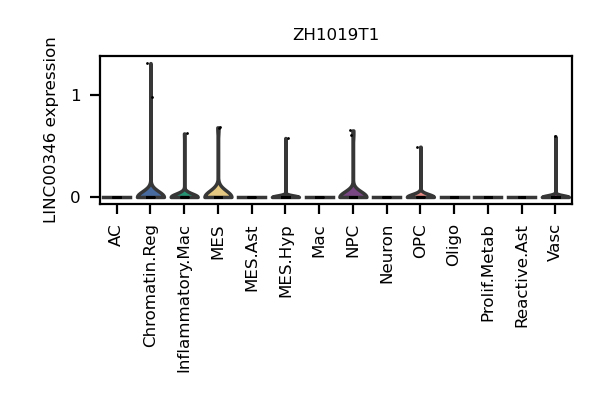 ZH1019T1
LINC00346 expression
1
0
AC
Chromatin.Reg
Inflammatory.Mac
MES
MES.Ast
MES.Hyp
Mac
NPC
Neuron
OPC
Oligo
Prolif.Metab
Reactive.Ast
Vasc